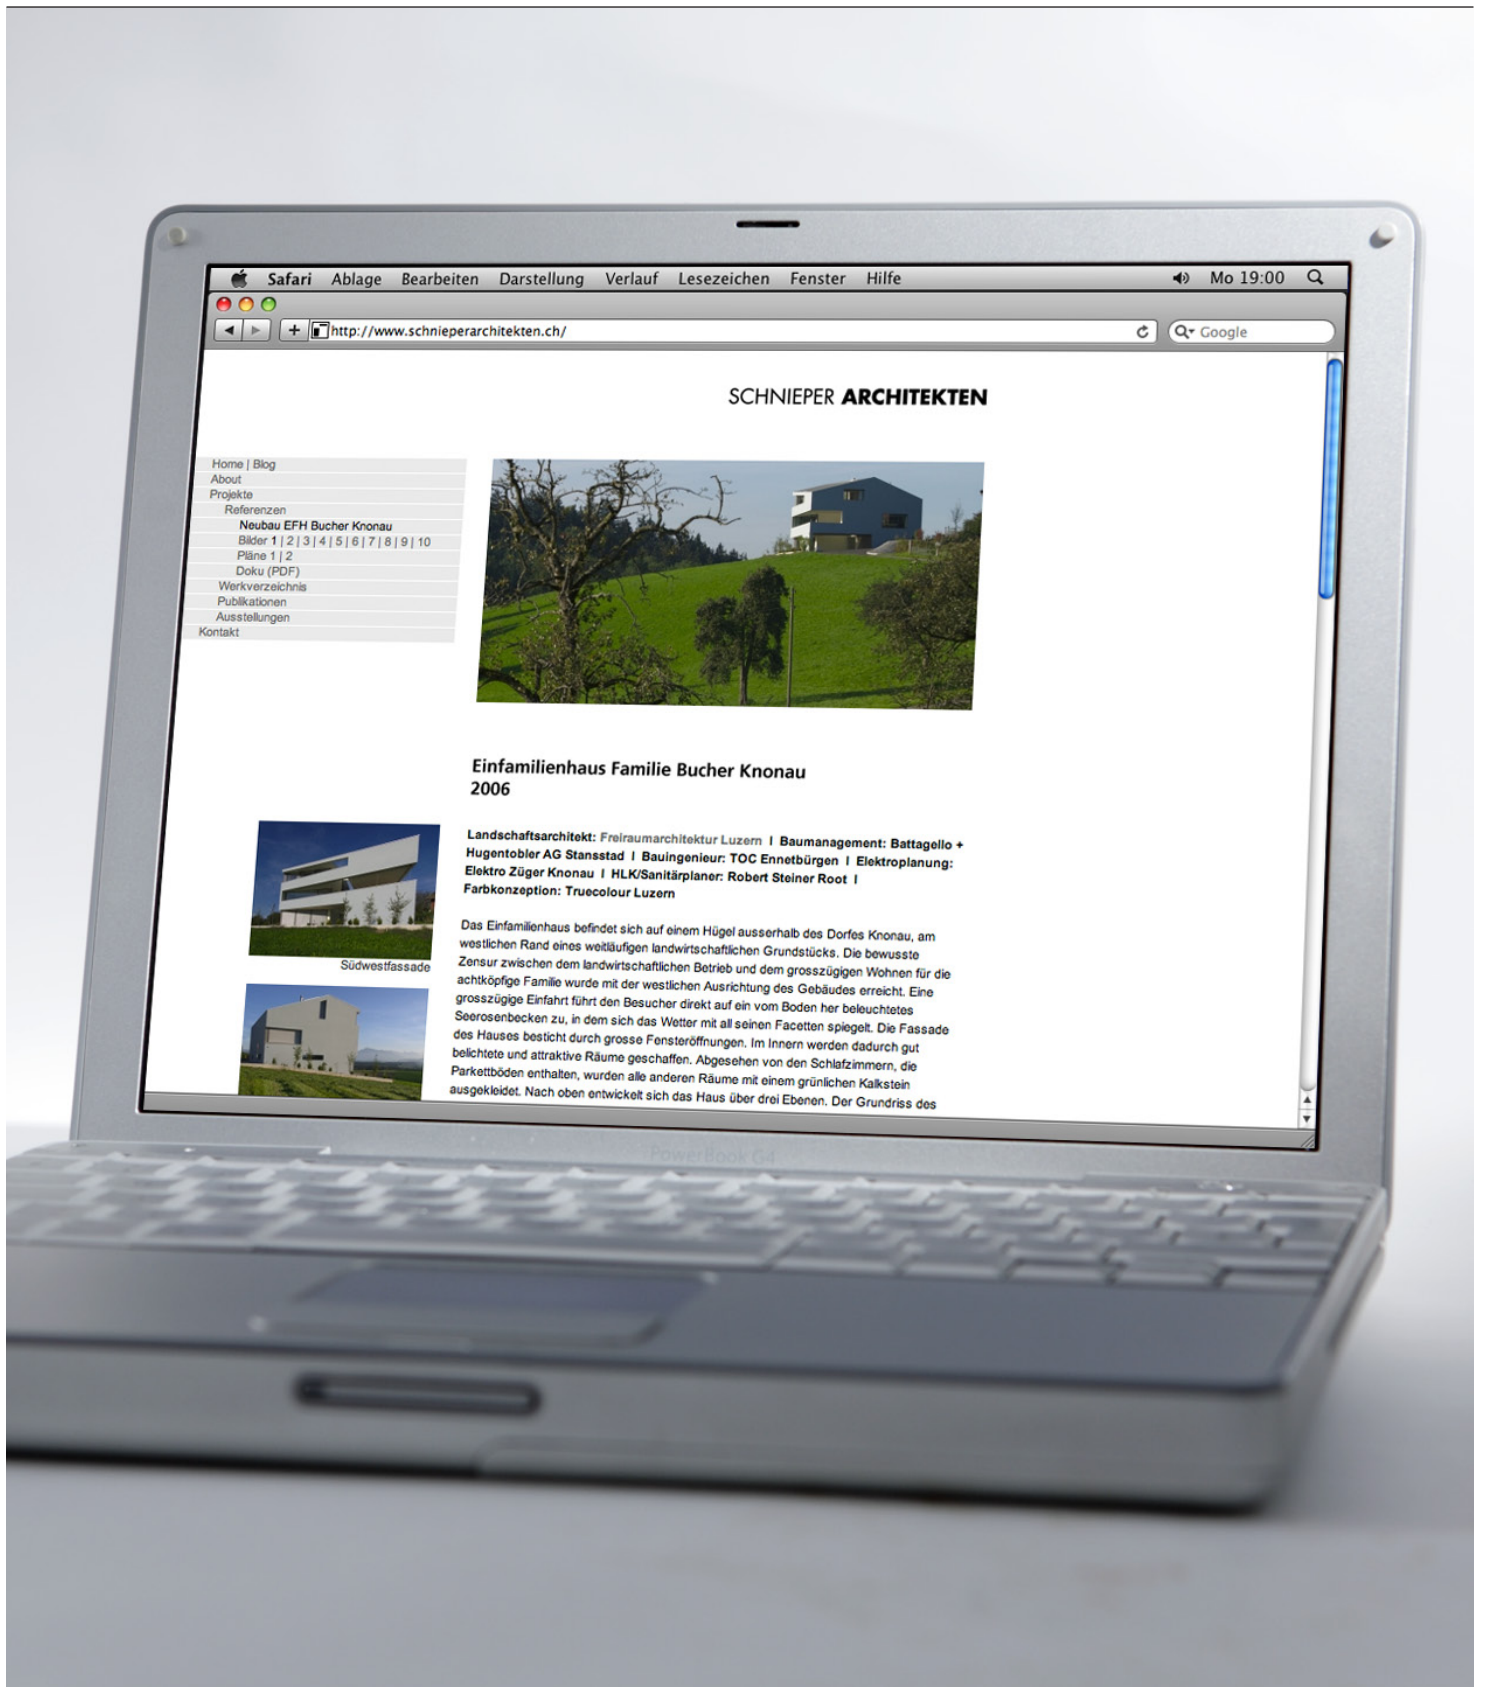 Safari Ablage Bearbeiten Darstellung Verlauf Lesezeichen Fenster Hilfe Mo 19:00
http://www.schnieperarchitekten.ch/ Google
SCHNIEPER ARCHITEKTEN
Home | Blog
About
Projekte
Referenzen
Neubau EFH Bucher Knonau
Bilder 1 | 2 | 3 | 4 | 5 | 6 | 7 | 8 | 9 | 10
Pläne 1 | 2
Doku (PDF)
Werkverzeichnis
Publikationen
Ausstellungen
Kontakt
Einfamilienhaus Familie Bucher Knonau
2006
Landschaftsarchitekt: Freiraumarchitektur Luzern I Baumanagement: Battagello +
Hugentobler AG Stansstad I Bauingenieur: TOC Ennetbürgen I Elektroplanung:
Elektro Züger Knonau I HLK/Sanitärplaner: Robert Steiner Root I
Farbkonzeption: Truecolour Luzern
Das Einfamilienhaus befindet sich auf einem Hügel ausserhalb des Dorfes Knonau, am
westlichen Rand eines weitläufigen landwirtschaftlichen Grundstücks. Die bewusste
Zensur zwischen dem landwirtschaftlichen Betrieb und dem grosszügigen Wohnen für die
achtköpfige Familie wurde mit der westlichen Ausrichtung des Gebäudes erreicht. Eine
grosszügige Einfahrt führt den Besucher direkt auf ein vom Boden her beleuchtetes
Seerosenbecken zu, in dem sich das Wetter mit all seinen Facetten spiegelt. Die Fassade
des Hauses besticht durch grosse Fensteröffnungen. Im Innern werden dadurch gut
belichtete und attraktive Räume geschaffen. Abgesehen von den Schlafzimmern, die
Parkettböden enthalten, wurden alle anderen Räume mit einem grünlichen Kalkstein
ausgekleidet. Nach oben entwickelt sich das Haus über drei Ebenen. Der Grundriss des
Südwestfassade
PowerBook G4